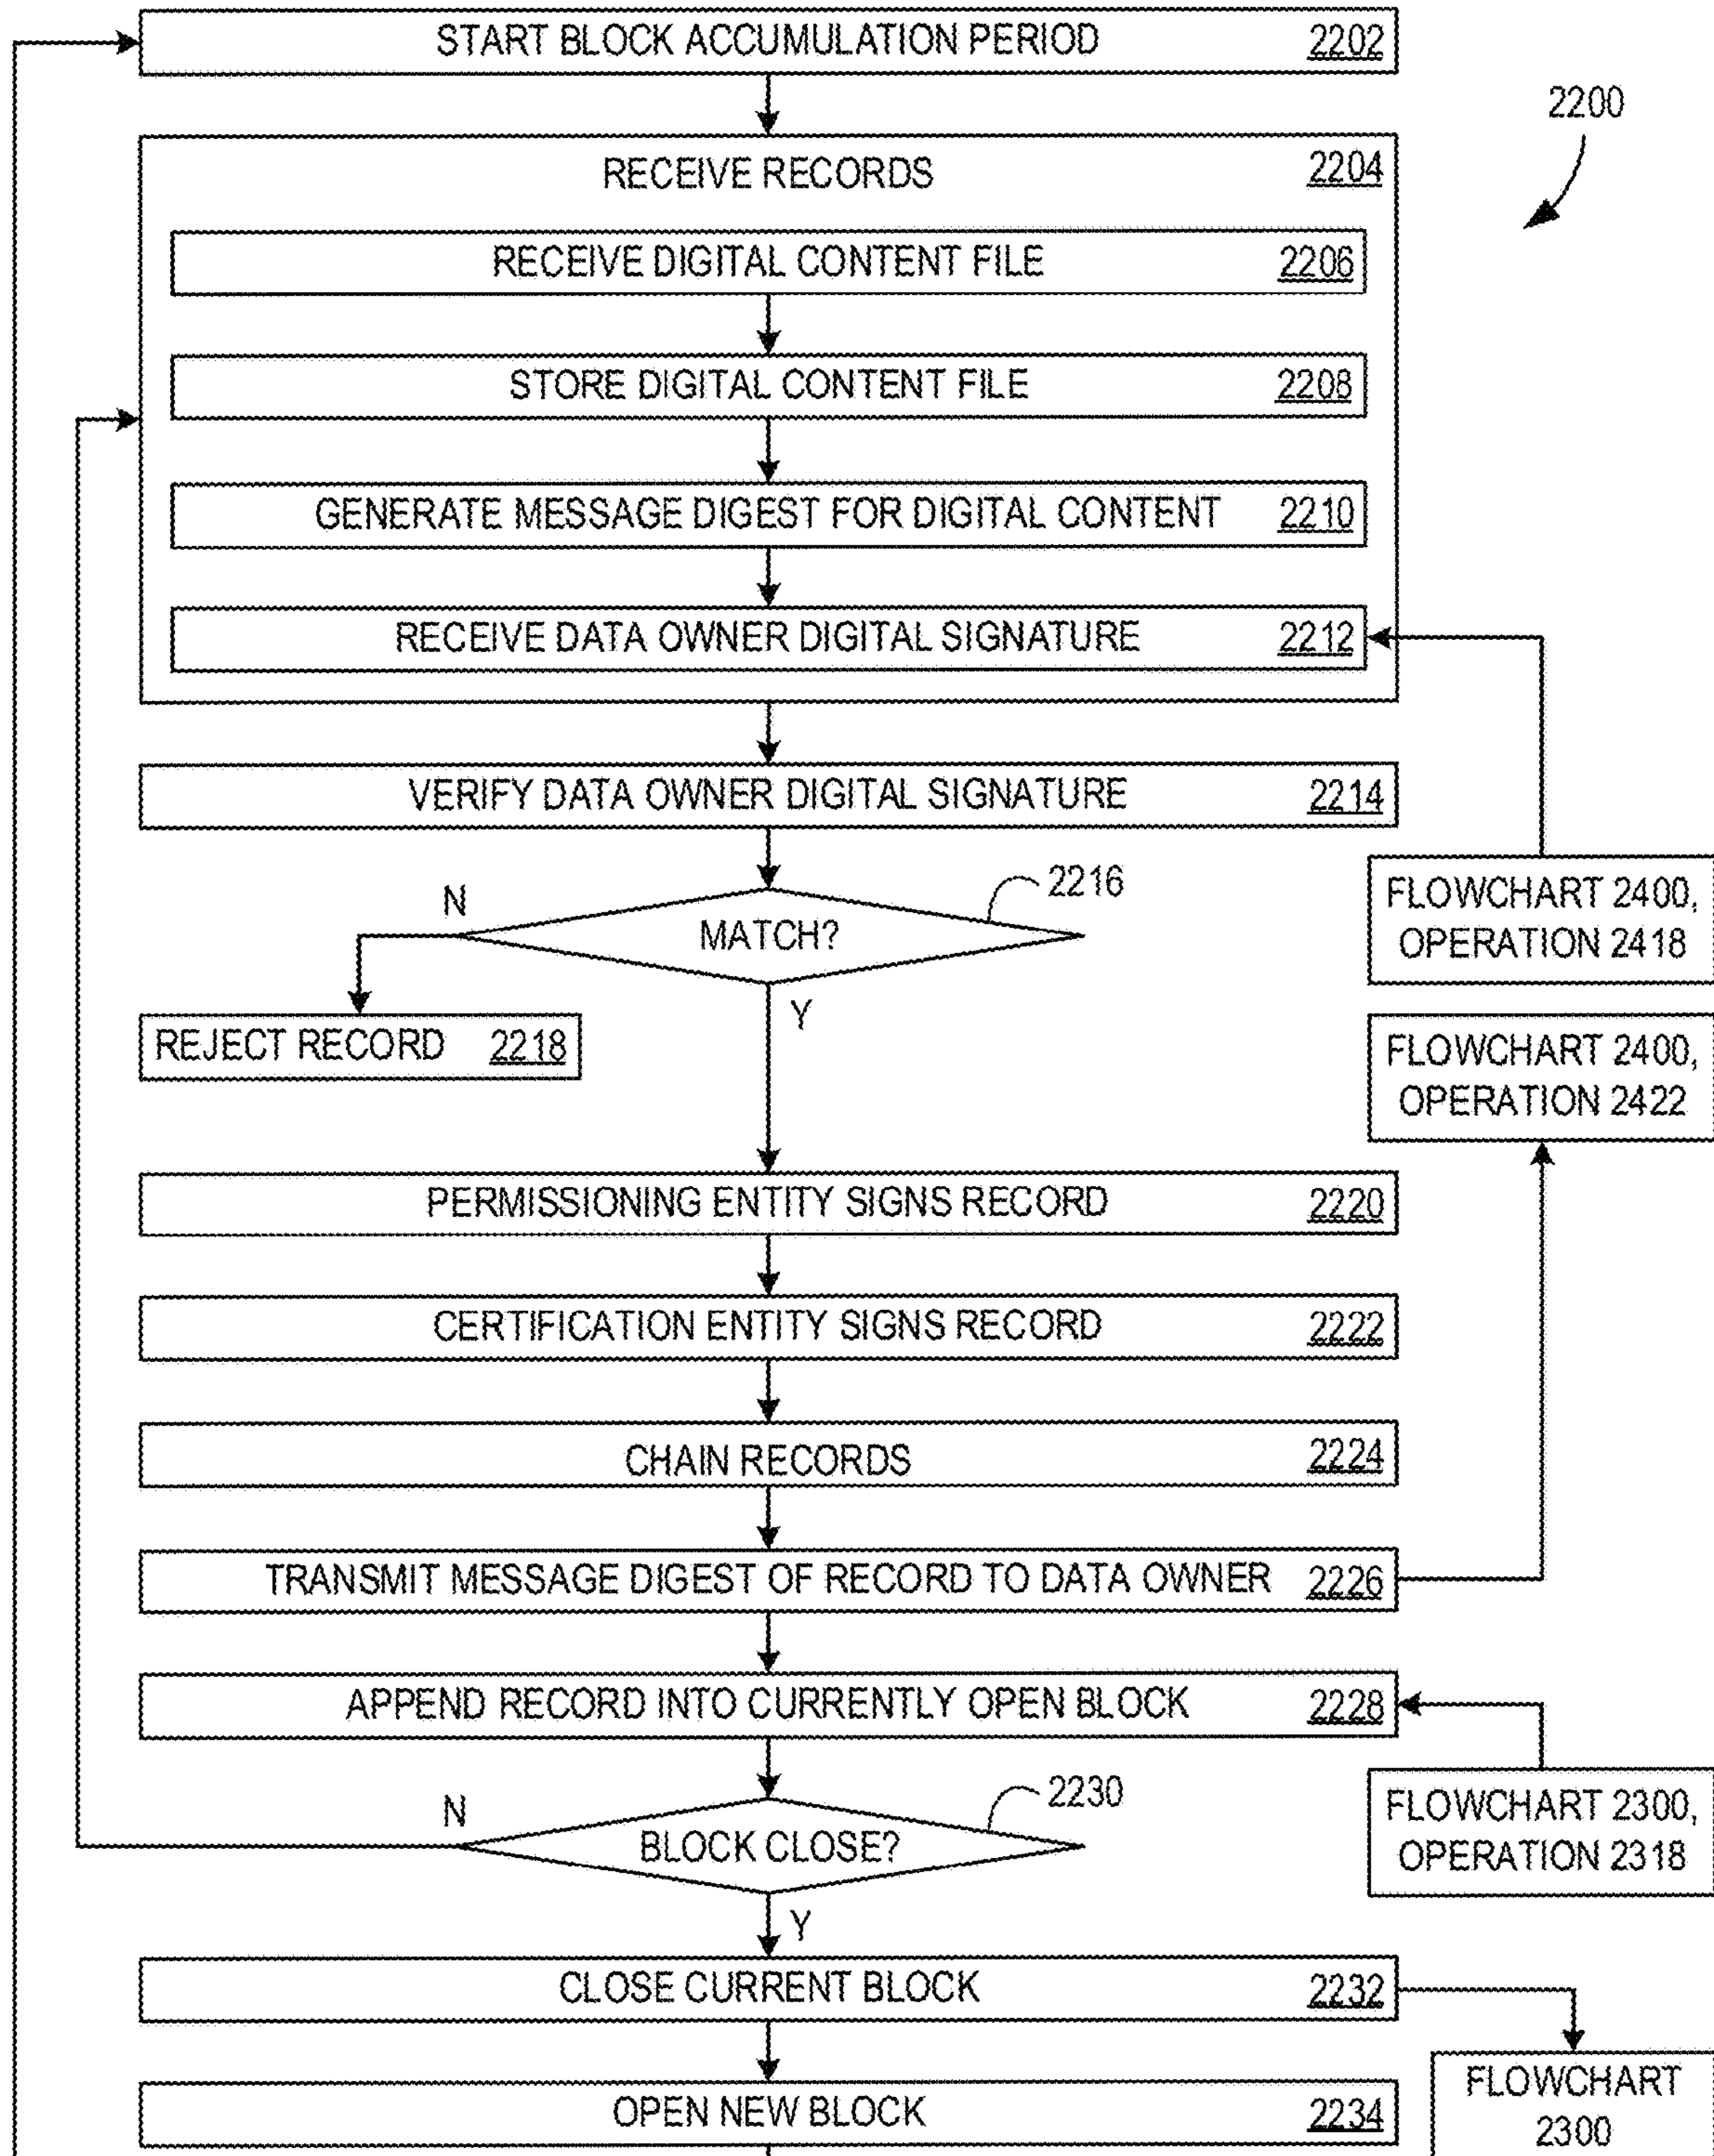 START BLOCK ACCUMULATION PERIOD 2202
2200
RECEIVE RECORDS 2204
RECEIVE DIGITAL CONTENT FILE 2206
STORE DIGITAL CONTENT FILE 2208
GENERATE MESSAGE DIGEST FOR DIGITAL CONTENT 2210
RECEIVE DATA OWNER DIGITAL SIGNATURE 2212
VERIFY DATA OWNER DIGITAL SIGNATURE 2214
2216
N
MATCH?
Y
FLOWCHART 2400,
OPERATION 2418
REJECT RECORD 2218
FLOWCHART 2400,
OPERATION 2422
PERMISSIONING ENTITY SIGNS RECORD 2220
CERTIFICATION ENTITY SIGNS RECORD 2222
CHAIN RECORDS 2224
TRANSMIT MESSAGE DIGEST OF RECORD TO DATA OWNER 2226
APPEND RECORD INTO CURRENTLY OPEN BLOCK 2228
2230
N
BLOCK CLOSE?
Y
FLOWCHART 2300,
OPERATION 2318
CLOSE CURRENT BLOCK 2232
OPEN NEW BLOCK 2234
FLOWCHART
2300